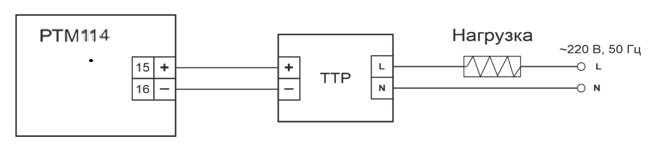 РТМ114
Нагрузка
~220 В, 50 Гц
15 + + L L
ТТР
16 – – N N